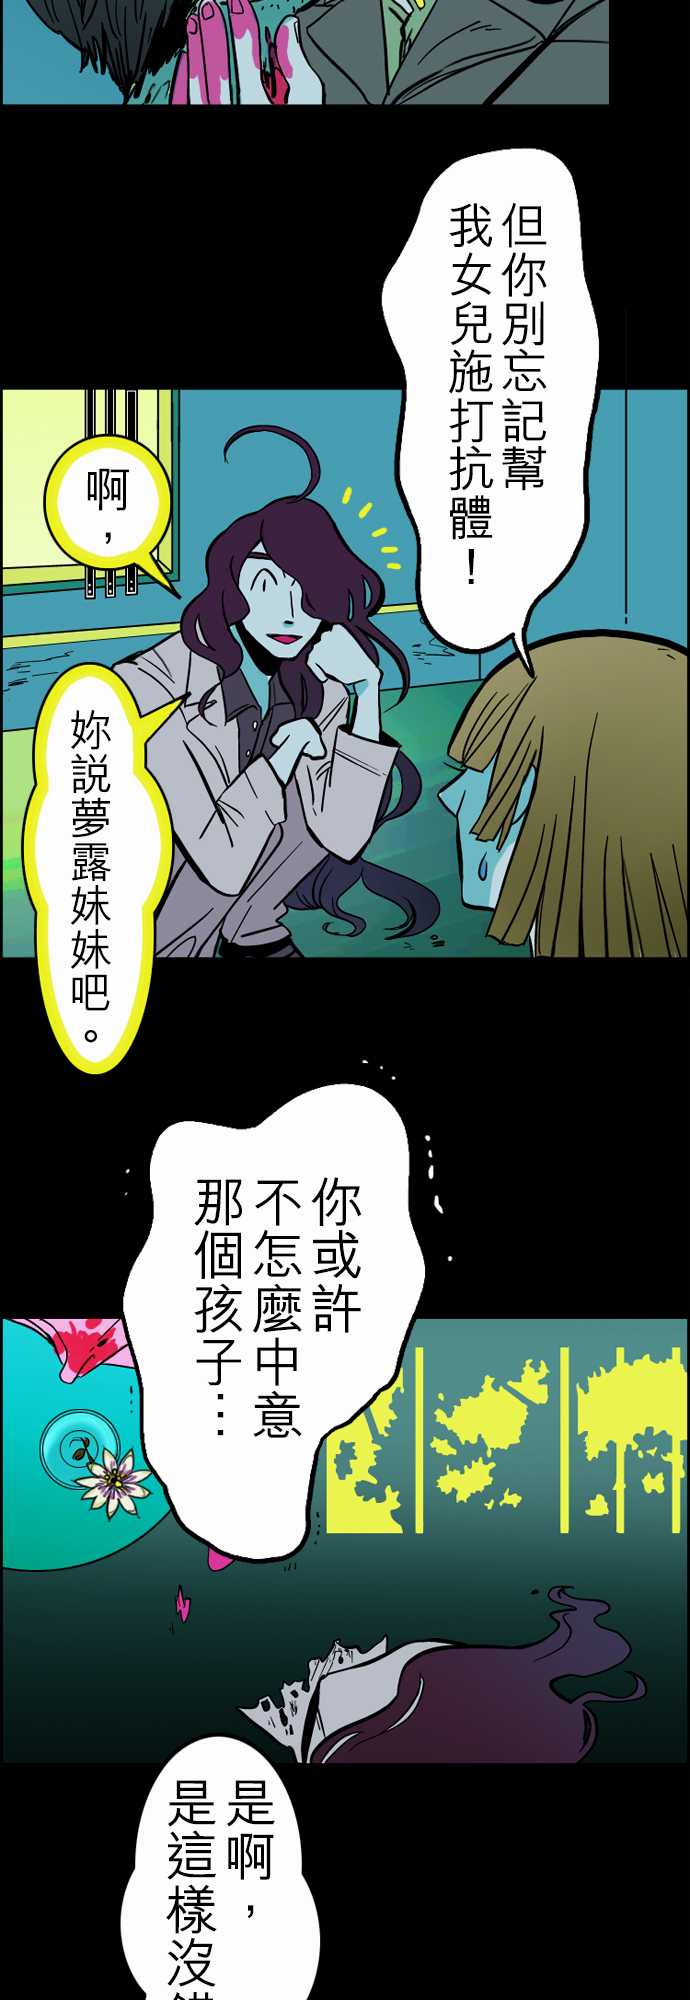 但你別忘記幫
我女兒施打抗體！
啊，
妳說夢露妹妹吧。
你或許
不怎麼中意
那個孩子…
是啊，
是這樣沒錯